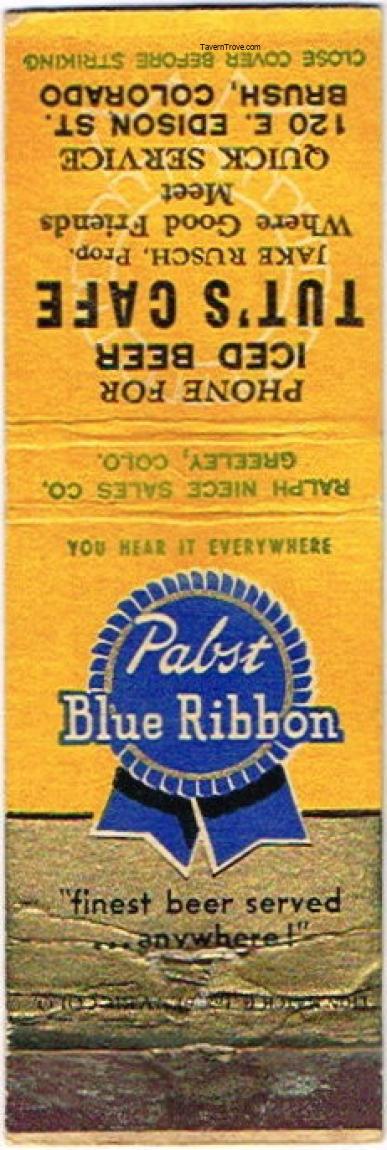 TavernTrove.com
PHONE FOR
ICED BEER
TUT'S CAFE
JAKE RUSCH, Prop.
Where Good Friends
Meet
QUICK SERVICE
120 E. EDISON ST.
BRUSH, COLORADO
CLOSE COVER BEFORE STRIKING
RALPH NIECE SALES CO.
GREELEY, COLO.
YOU HEAR IT EVERYWHERE
Pabst
Blue Ribbon
"finest beer served
...anywhere!"